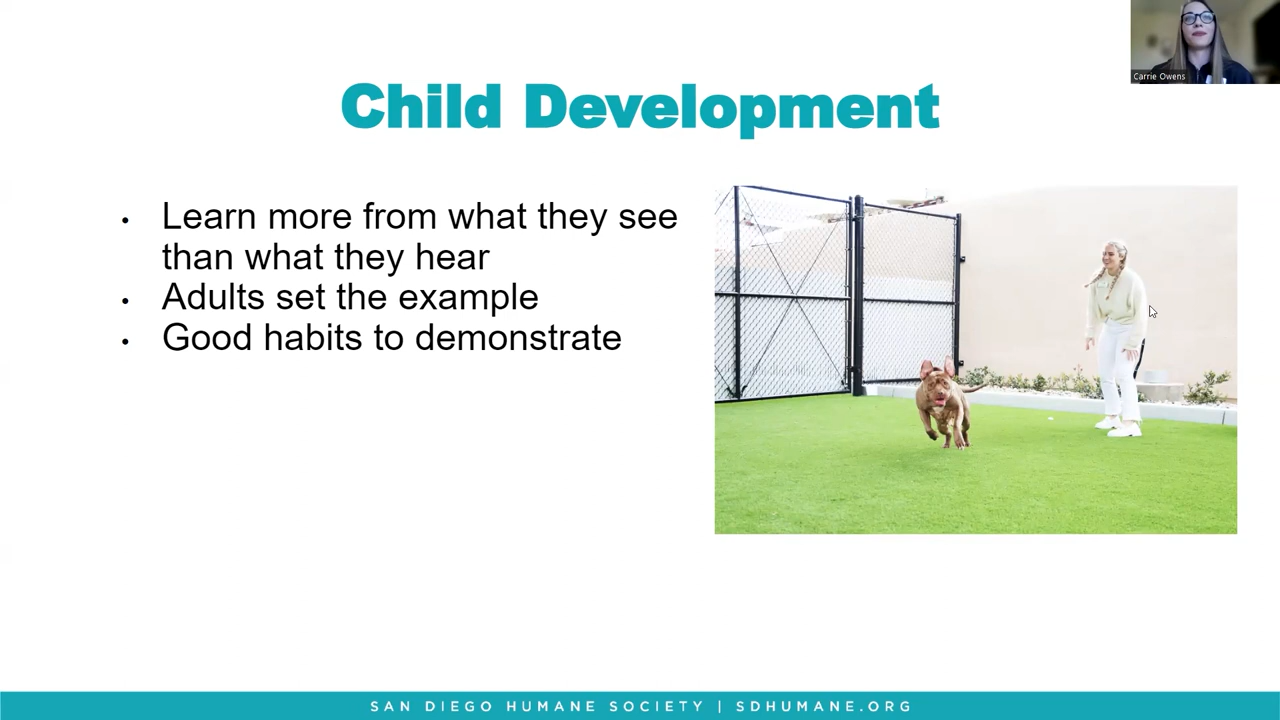 Carrie Owens
Child Development
• Learn more from what they see
than what they hear
• Adults set the example
• Good habits to demonstrate
SAN DIEGO HUMANE SOCIETY | SDHUMANE.ORG